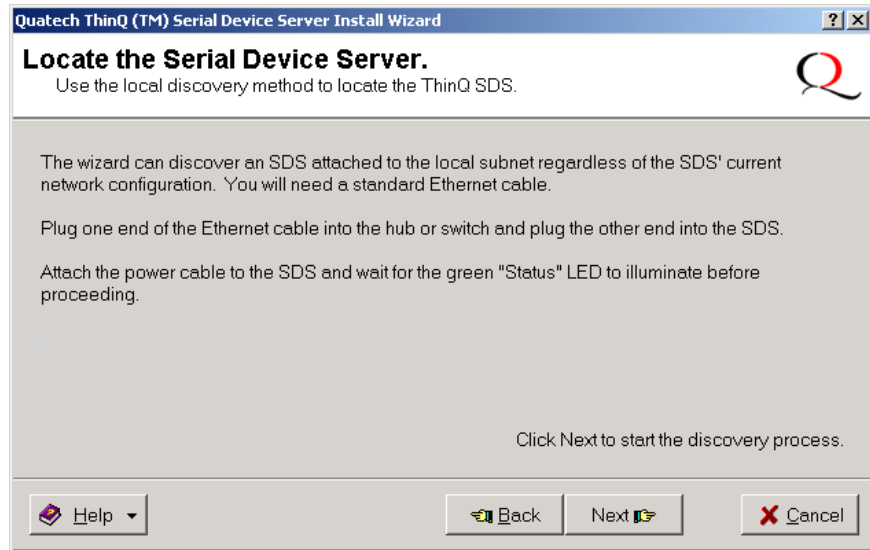 Quatech ThinQ (TM) Serial Device Server Install Wizard
Locate the Serial Device Server.
Use the local discovery method to locate the ThinQ SDS.
The wizard can discover an SDS attached to the local subnet regardless of the SDS' current
network configuration. You will need a standard Ethernet cable.
Plug one end of the Ethernet cable into the hub or switch and plug the other end into the SDS.
Attach the power cable to the SDS and wait for the green "Status" LED to illuminate before
proceeding.
Click Next to start the discovery process.
Help
Back
Next
Cancel